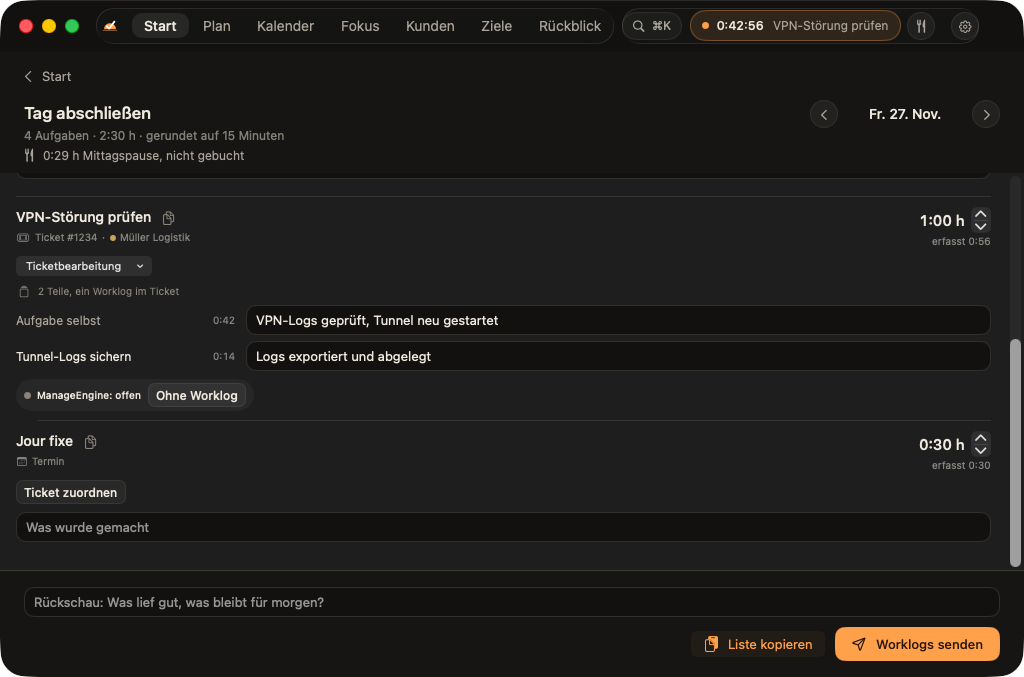 Start
Plan
Kalender
Fokus
Kunden
Ziele
Rückblick
⌘K
0:42:56 VPN-Störung prüfen
Start
Tag abschließen
4 Aufgaben · 2:30 h · gerundet auf 15 Minuten
0:29 h Mittagspause, nicht gebucht
Fr. 27. Nov.
VPN-Störung prüfen
1:00 h
Ticket #1234 · Müller Logistik
erfasst 0:56
Ticketbearbeitung
2 Teile, ein Worklog im Ticket
Aufgabe selbst 0:42 VPN-Logs geprüft, Tunnel neu gestartet
Tunnel-Logs sichern 0:14 Logs exportiert und abgelegt
ManageEngine: offen Ohne Worklog
Jour fixe
0:30 h
Termin
erfasst 0:30
Ticket zuordnen
Was wurde gemacht
Rückschau: Was lief gut, was bleibt für morgen?
Liste kopieren
Worklogs senden